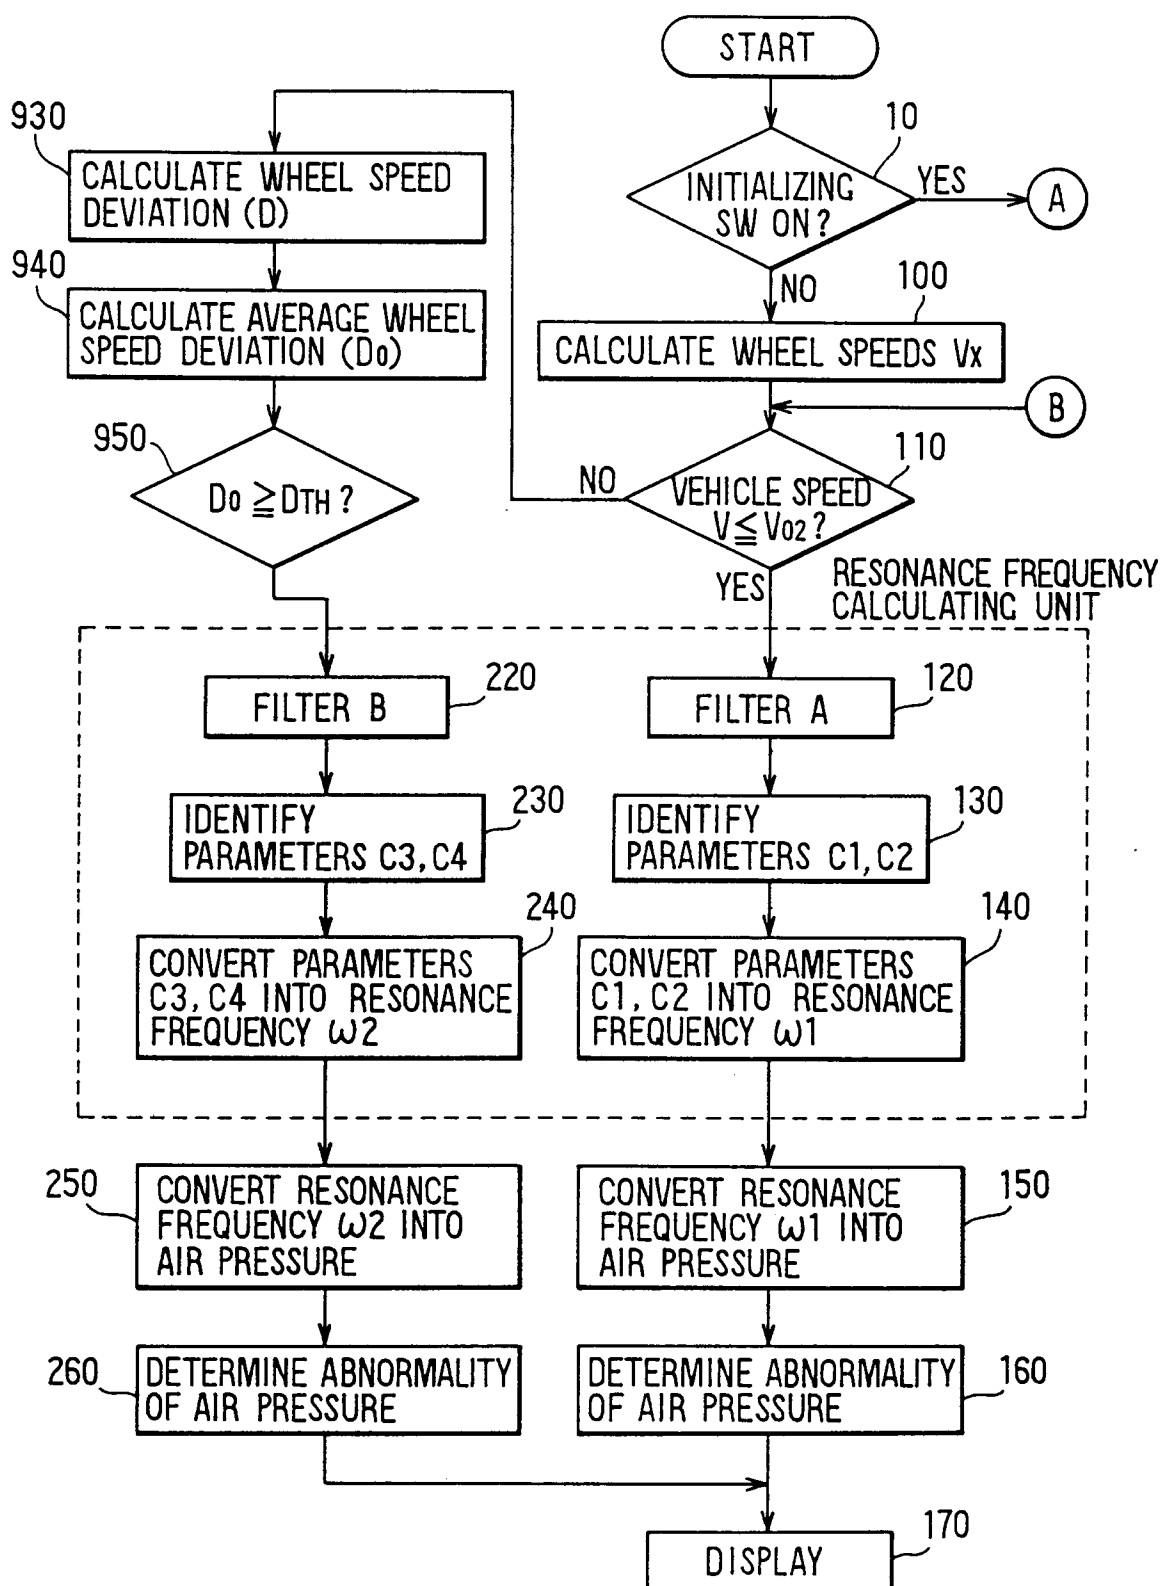 START
10
INITIALIZING
SW ON?
YES
A
NO
100
CALCULATE WHEEL SPEEDS Vx
B
110
VEHICLE SPEED
V≦V02?
NO
YES
930
CALCULATE WHEEL SPEED
DEVIATION (D)
940
CALCULATE AVERAGE WHEEL
SPEED DEVIATION (D0)
950
D0≧DTH?
RESONANCE FREQUENCY
CALCULATING UNIT
220
FILTER B
120
FILTER A
230
IDENTIFY
PARAMETERS C3, C4
130
IDENTIFY
PARAMETERS C1, C2
240
CONVERT PARAMETERS
C3, C4 INTO RESONANCE
FREQUENCY ω2
140
CONVERT PARAMETERS
C1, C2 INTO RESONANCE
FREQUENCY ω1
250
CONVERT RESONANCE
FREQUENCY ω2 INTO
AIR PRESSURE
150
CONVERT RESONANCE
FREQUENCY ω1 INTO
AIR PRESSURE
260
DETERMINE ABNORMALITY
OF AIR PRESSURE
160
DETERMINE ABNORMALITY
OF AIR PRESSURE
170
DISPLAY